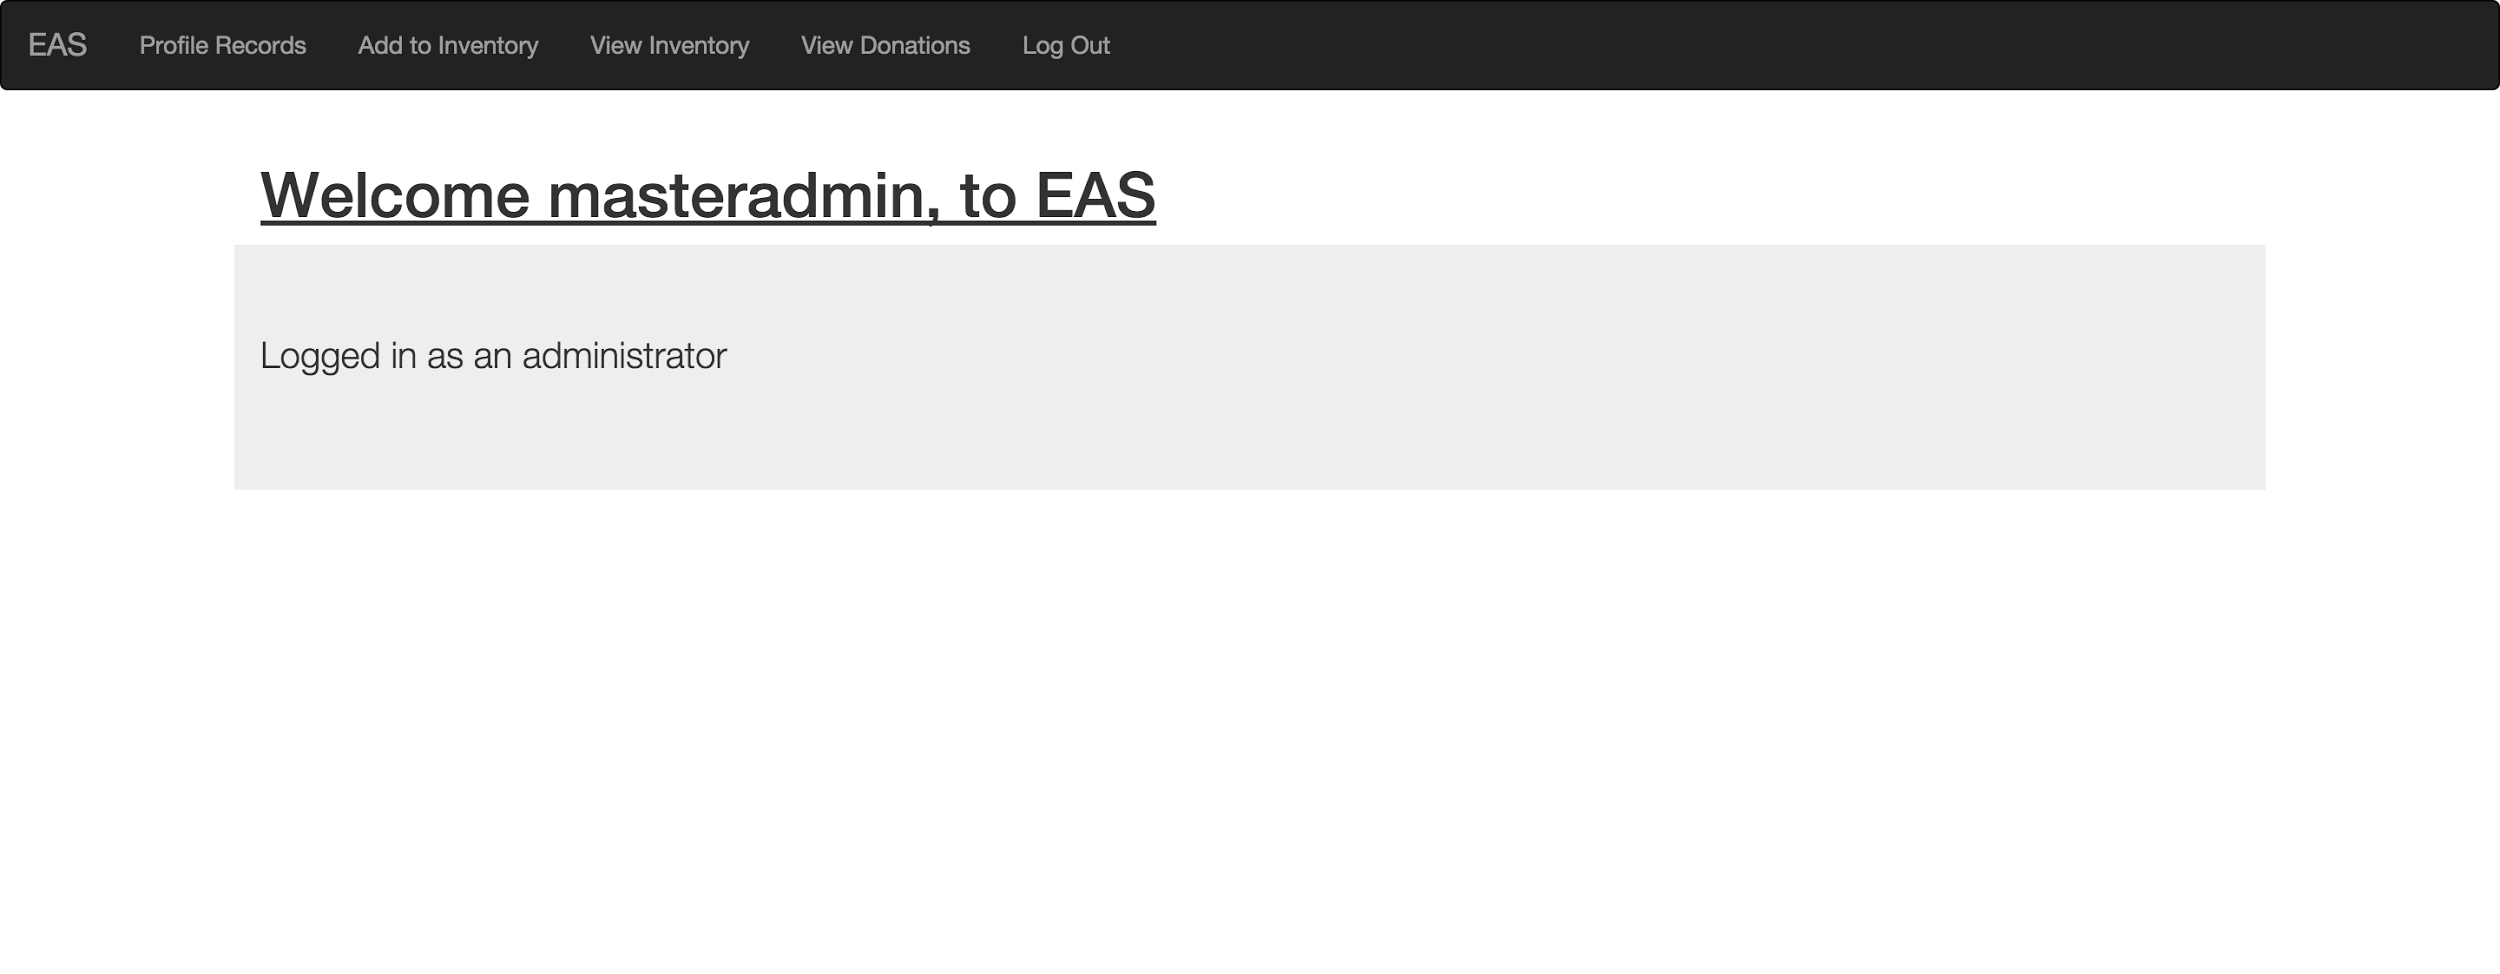 EAS Profile Records Add to Inventory View Inventory View Donations Log Out
Welcome masteradmin, to EAS
Logged in as an administrator